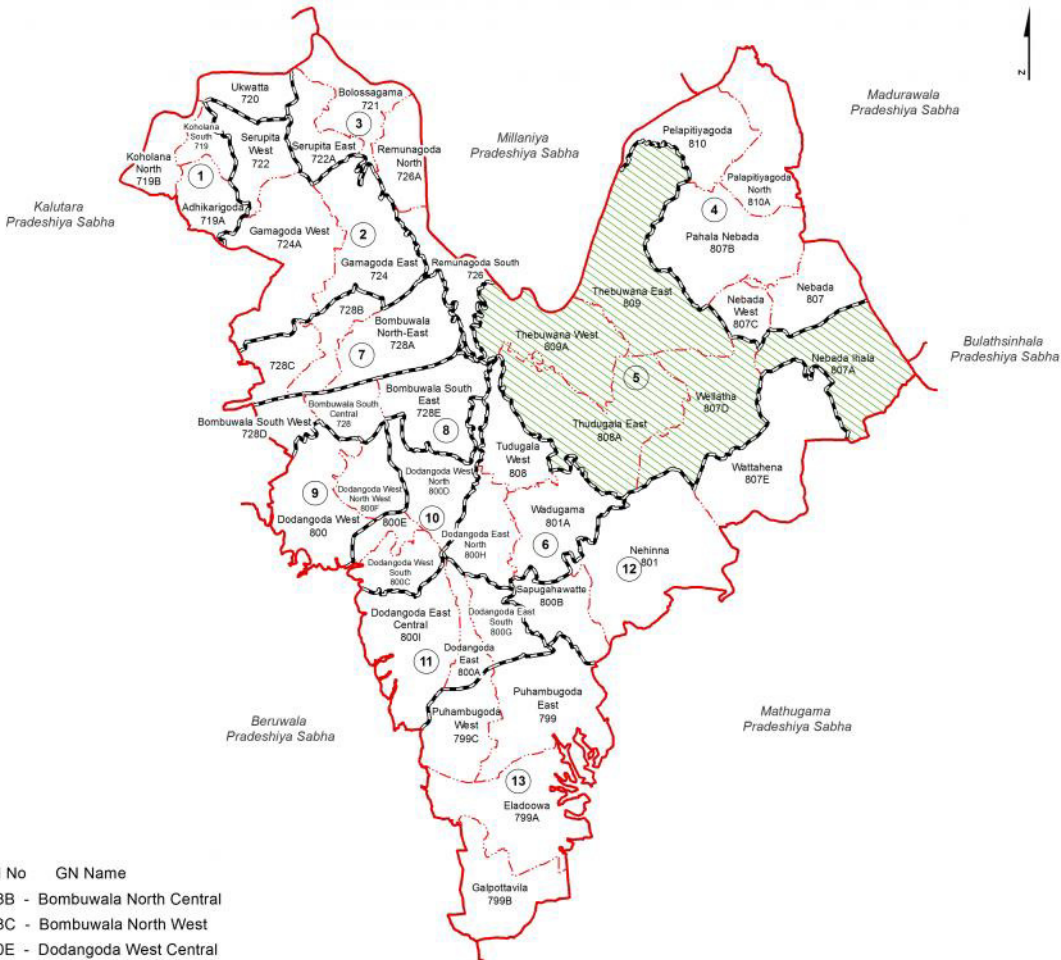 Ukwatta
720
Bolossagama
721
3
Koholana
South
719
Serupita
West
722
Serupita East
722A
Remunagoda
North
726A
Koholana
North
719B
1
Adhikarigoda
719A
Gamagoda West
724A
2
Gamagoda East
724
Kalutara
Pradeshiya Sabha
Millaniya
Pradeshiya Sabha
Madurawala
Pradeshiya Sabha
z
Pelapitiyagoda
810
Palapitiyagoda
North
810A
4
Pahala Nebada
807B
Remunagoda South
726
Thebuwana East
809
Nebada
West
807C
Nebada
807
728B
Bombuwala
North-East
728A
7
728C
Thebuwana West
809A
5
Nebada Ihala
807A
Bulathsinhala
Pradeshiya Sabha
Wellatha
807D
Thudugala East
808A
Bombuwala South
East
728E
8
Bombuwala South
Central
728
Bombuwala South West
728D
Tudugala
West
808
Wattahena
807E
Dodangoda West
North
800D
9
Dodangoda West
North West
800F
Dodangoda West
800
800E
10
Wadugama
801A
6
Dodangoda East
North
800H
Nehinna
801
12
Dodangoda West
South
800C
Sapugahawatte
800B
Dodangoda East
Central
800I
Dodangoda East
South
800G
11
Dodangoda
East
800A
Puhambugoda
East
799
Puhambugoda
West
799C
Beruwala
Pradeshiya Sabha
Mathugama
Pradeshiya Sabha
13
Eladoowa
799A
Galpottavila
799B
No GN Name
8B - Bombuwala North Central
8C - Bombuwala North West
0E - Dodangoda West Central